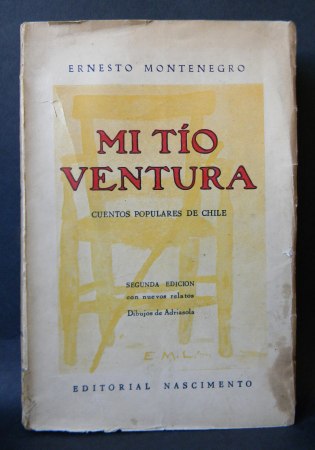 ERNESTO MONTENEGRO
MI TÍO
VENTURA
CUENTOS POPULARES DE CHILE
SEGUNDA EDICION
con nuevos relatos
Dibujos de Adriasola
E.M.L.
EDITORIAL NASCIMENTO